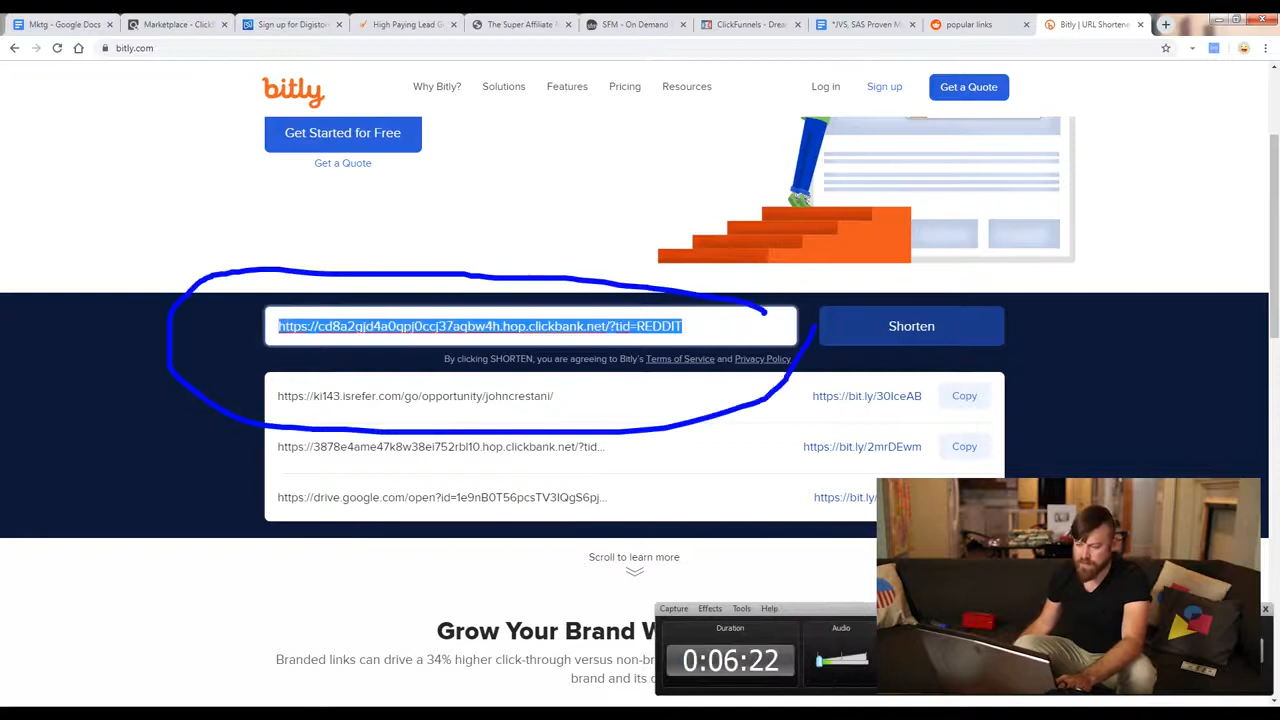 Mktg - Google Docs
Marketplace - Click
Sign up for Digistor
High Paying Lead G
The Super Affiliate M
SFM - On Demand
ClickFunnels - Drea
*JVS, SAS Proven M
popular links
Bitly | URL Shortene
bitly.com
bitly
Why Bitly?
Solutions
Features
Pricing
Resources
Log in
Sign up
Get a Quote
Get Started for Free
Get a Quote
https://cd8a2gjd4a0qpj0ccj37aqbw4h.hop.clickbank.net/?tid=REDDIT
Shorten
By clicking SHORTEN, you are agreeing to Bitly's Terms of Service and Privacy Policy
https://ki143.isrefer.com/go/opportunity/johncrestani/
https://bit.ly/30IceAB
Copy
https://3878e4ame47k8w38ei752rbl10.hop.clickbank.net/?tid...
https://bit.ly/2mrDEwm
Copy
https://drive.google.com/open?id=1e9nB0T56pcsTV3IQgS6pj...
https://bit.ly/
Scroll to learn more
Grow Your Brand W
Branded links can drive a 34% higher click-through versus non-br
brand and its c
Capture
Effects
Tools
Help
Duration
Audio
0:06:22